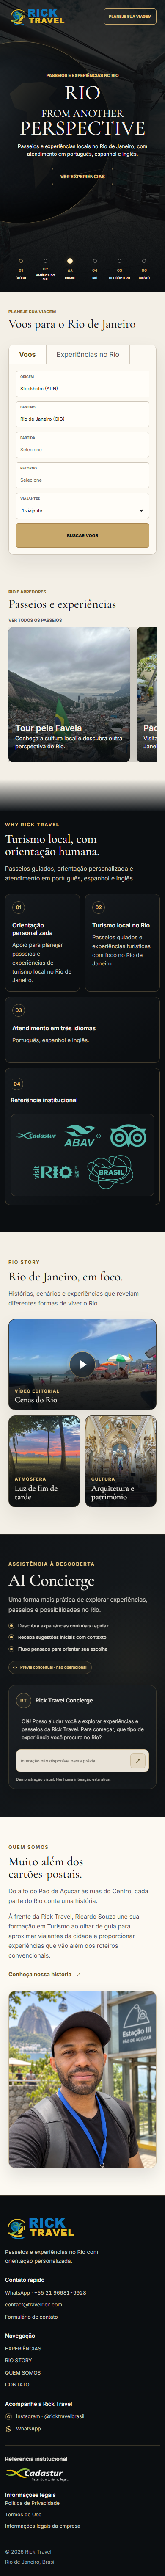 RICK
TRAVEL
PLANEJE SUA VIAGEM
PASSEIOS E EXPERIÊNCIAS NO RIO
RIO
FROM ANOTHER
PERSPECTIVE
Passeios e experiências locais no Rio de Janeiro, com
atendimento em português, espanhol e inglês.
VER EXPERIÊNCIAS
01 02 03 04 05 06
GLOBO AMÉRICA DO SUL BRASIL RIO HELICÓPTERO CRISTO
PLANEJE SUA VIAGEM
Voos para o Rio de Janeiro
Voos Experiências no Rio
ORIGEM
Stockholm (ARN)
DESTINO
Rio de Janeiro (GIG)
PARTIDA
Selecione
RETORNO
Selecione
VIAJANTES
1 viajante
BUSCAR VOOS
RIO E ARREDORES
Passeios e experiências
VER TODOS OS PASSEIOS
Tour pela Favela
Conheça a cultura local e descubra outra
perspectiva do Rio.
WHY RICK TRAVEL
Turismo local, com
orientação humana.
Passeios guiados, orientação personalizada e
atendimento em português, espanhol e inglês.
01
Orientação
personalizada
Apoio para planejar
passeios e
experiências de
turismo local no Rio de
Janeiro.
02
Turismo local no Rio
Passeios guiados e
experiências turísticas
com foco no Rio de
Janeiro.
03
Atendimento em três idiomas
Português, espanhol e inglês.
04
Referência institucional
Cadastur
ABAV
visit.RIO
BRASIL
RIO STORY
Rio de Janeiro, em foco.
Histórias, cenários e experiências que revelam
diferentes formas de viver o Rio.
VÍDEO EDITORIAL
Cenas do Rio
ATMOSFERA
Luz de fim de
tarde
CULTURA
Arquitetura e
patrimônio
ASSISTÊNCIA À DESCOBERTA
AI Concierge
Uma forma mais moderna de explorar experiências,
passeios e possibilidades no Rio.
Descubra experiências com mais rapidez
Receba sugestões iniciais com contexto
Fluxo pensado para orientar sua escolha
Prévia conceitual · não operacional
RT
Rick Travel Concierge
Olá! Posso ajudar você a explorar experiências e
passeios da Rick Travel. Para começar, que tipo de
experiência você procura no Rio?
Interação não disponível nesta prévia
Demonstração visual. Nenhuma interação está ativa.
QUEM SOMOS
Muito além dos
cartões-postais.
Do alto do Pão de Açúcar às ruas do Centro, cada
parte do Rio conta uma história.
À frente da Rick Travel, Ricardo Souza une sua
formação em Turismo ao olhar de guia para
aproximar viajantes da cidade e proporcionar
experiências que vão além dos roteiros
convencionais.
Conheça nossa história ↗
Estação III
RICK
TRAVEL
Passeios e experiências no Rio com
orientação personalizada.
Contato rápido
WhatsApp · +55 21 96681-9928
contact@travelrick.com
Formulário de contato
Navegação
EXPERIÊNCIAS
RIO STORY
QUEM SOMOS
CONTATO
Acompanhe a Rick Travel
Instagram · @ricktravelbrasil
WhatsApp
Referência institucional
Cadastur
Fazendo o turismo legal.
Informações legais
Política de Privacidade
Termos de Uso
Informações legais da empresa
© 2026 Rick Travel
Rio de Janeiro, Brasil